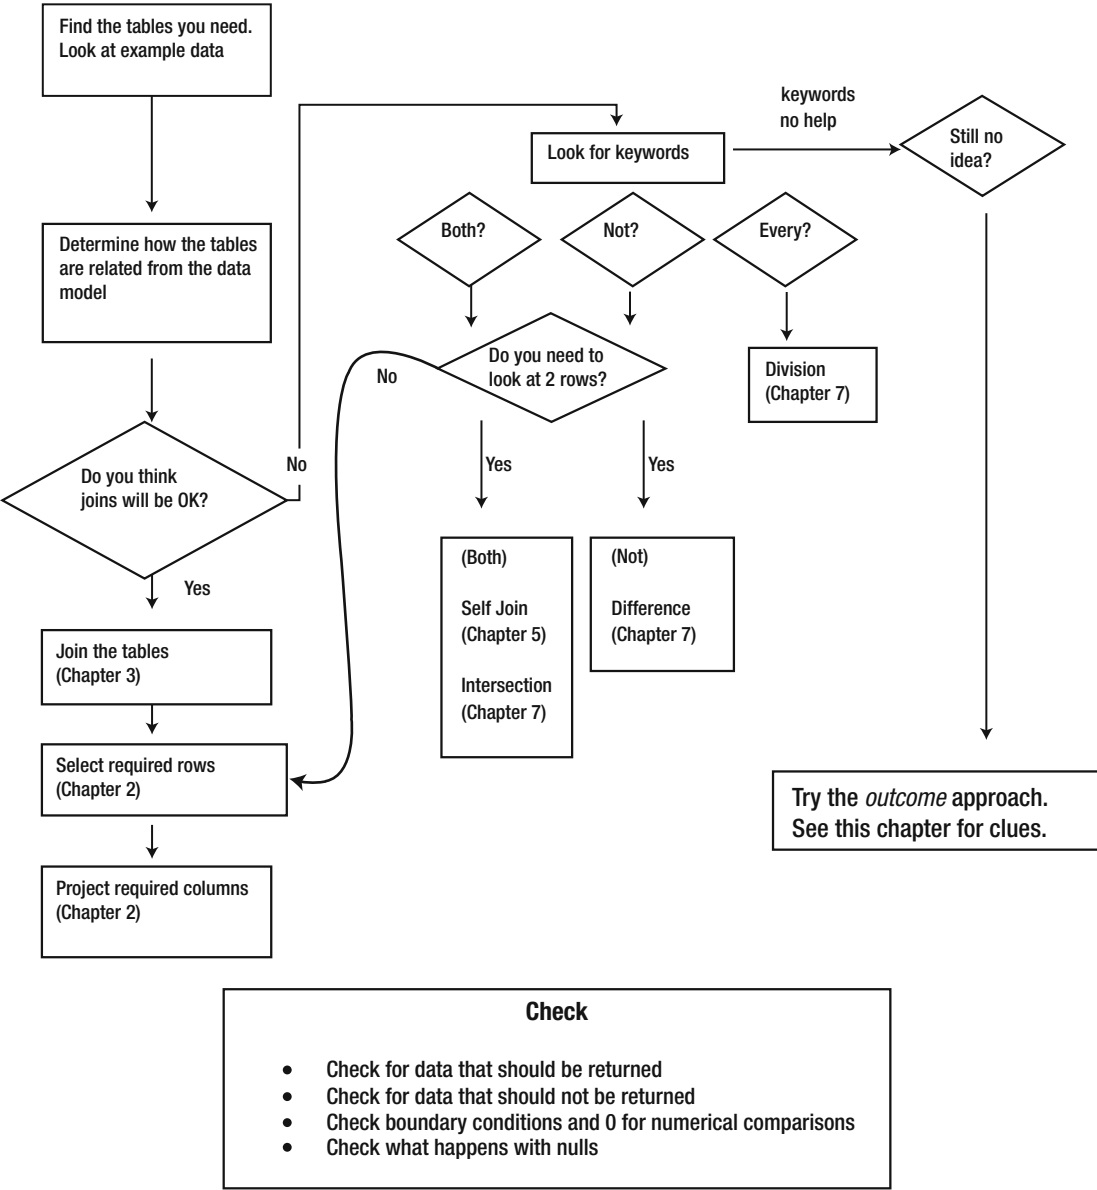 Find the tables you need.
Look at example data
Determine how the tables
are related from the data
model
Do you think
joins will be OK?
No
Yes
Join the tables
(Chapter 3)
Select required rows
(Chapter 2)
Project required columns
(Chapter 2)
Look for keywords
keywords
no help
Still no
idea?
Both?
Not?
Every?
Do you need to
look at 2 rows?
No
Division
(Chapter 7)
Yes
Yes
(Both)
Self Join
(Chapter 5)
Intersection
(Chapter 7)
(Not)
Difference
(Chapter 7)
Try the outcome approach.
See this chapter for clues.
Check
• Check for data that should be returned
• Check for data that should not be returned
• Check boundary conditions and 0 for numerical comparisons
• Check what happens with nulls